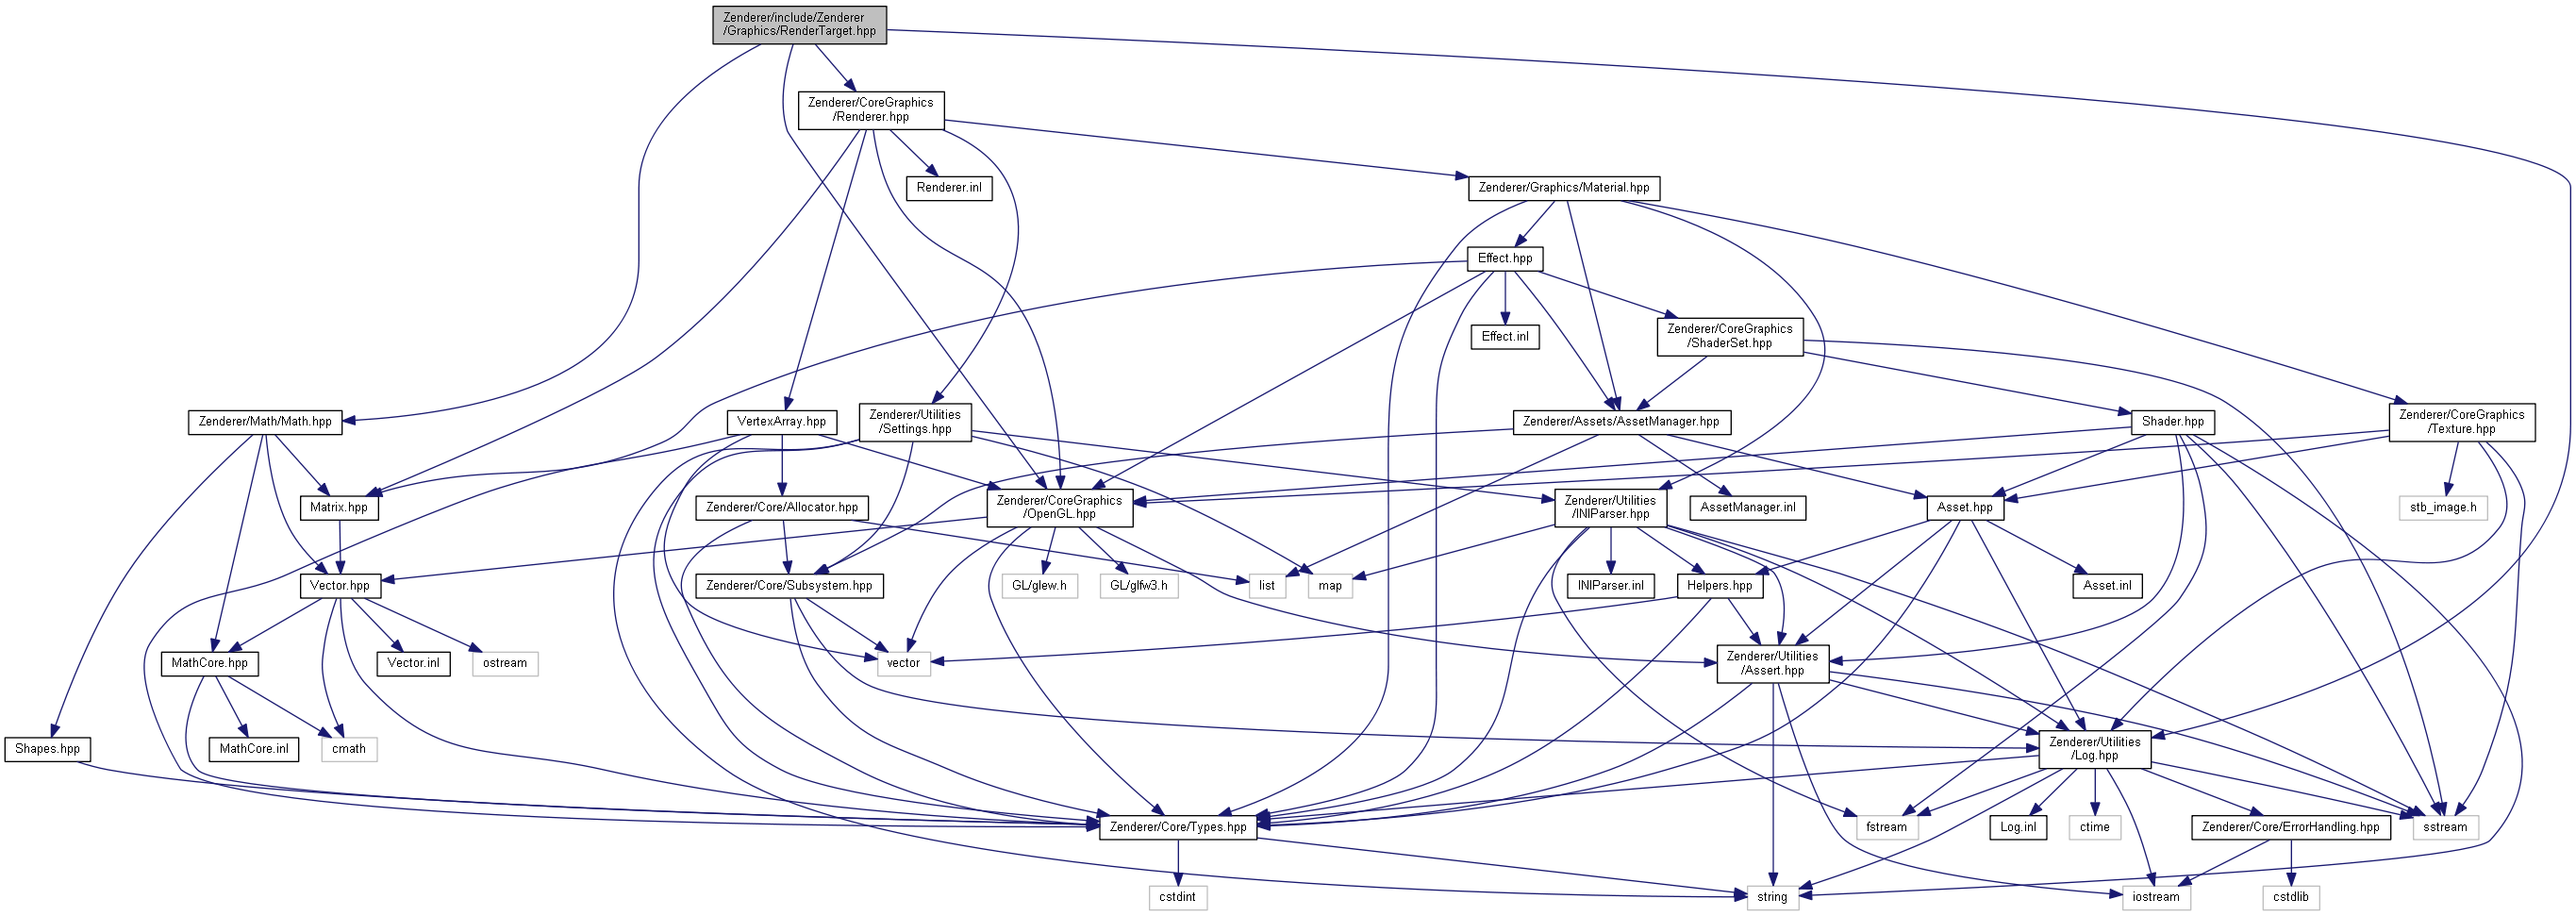 Zenderer/include/Zenderer
/Graphics/RenderTarget.hpp
Zenderer/CoreGraphics
/Renderer.hpp
Renderer.inl
Zenderer/Graphics/Material.hpp
Effect.hpp
Effect.inl
Zenderer/CoreGraphics
/ShaderSet.hpp
Zenderer/Math/Math.hpp
VertexArray.hpp
Zenderer/Utilities
/Settings.hpp
Zenderer/Assets/AssetManager.hpp
Shader.hpp
Zenderer/CoreGraphics
/Texture.hpp
Matrix.hpp
Zenderer/Core/Allocator.hpp
Zenderer/CoreGraphics
/OpenGL.hpp
Zenderer/Utilities
/INIParser.hpp
AssetManager.inl
Asset.hpp
stb_image.h
Vector.hpp
Zenderer/Core/Subsystem.hpp
GL/glew.h
GL/glfw3.h
list
map
INIParser.inl
Helpers.hpp
Asset.inl
MathCore.hpp
Vector.inl
ostream
vector
Zenderer/Utilities
/Assert.hpp
Shapes.hpp
MathCore.inl
cmath
Zenderer/Utilities
/Log.hpp
Zenderer/Core/Types.hpp
fstream
Log.inl
ctime
Zenderer/Core/ErrorHandling.hpp
sstream
cstdint
string
iostream
cstdlib